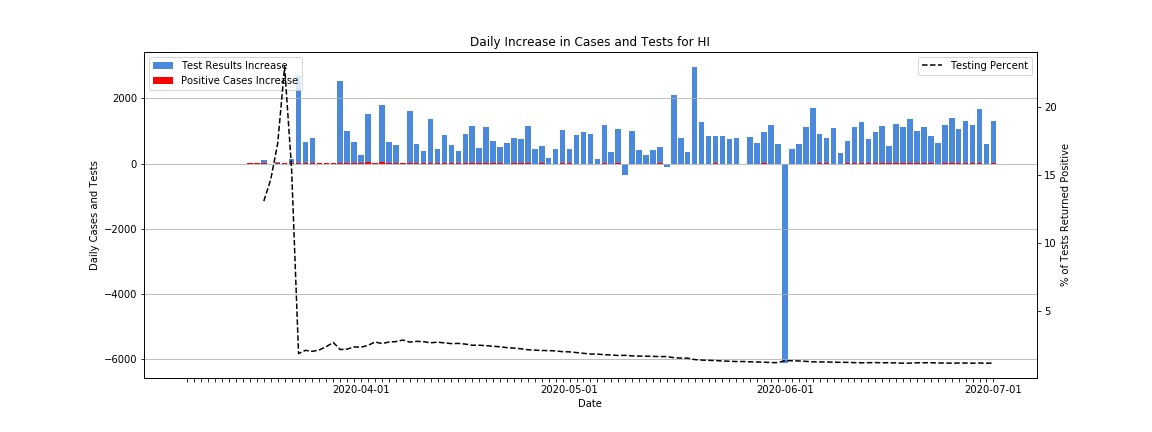 Daily Increase in Cases and Tests for HI
Test Results Increase
Positive Cases Increase
Testing Percent
2000
0
−2000
−4000
−6000
Daily Cases and Tests
20
15
10
5
% of Tests Returned Positive
2020-04-01
2020-05-01
2020-06-01
2020-07-01
Date